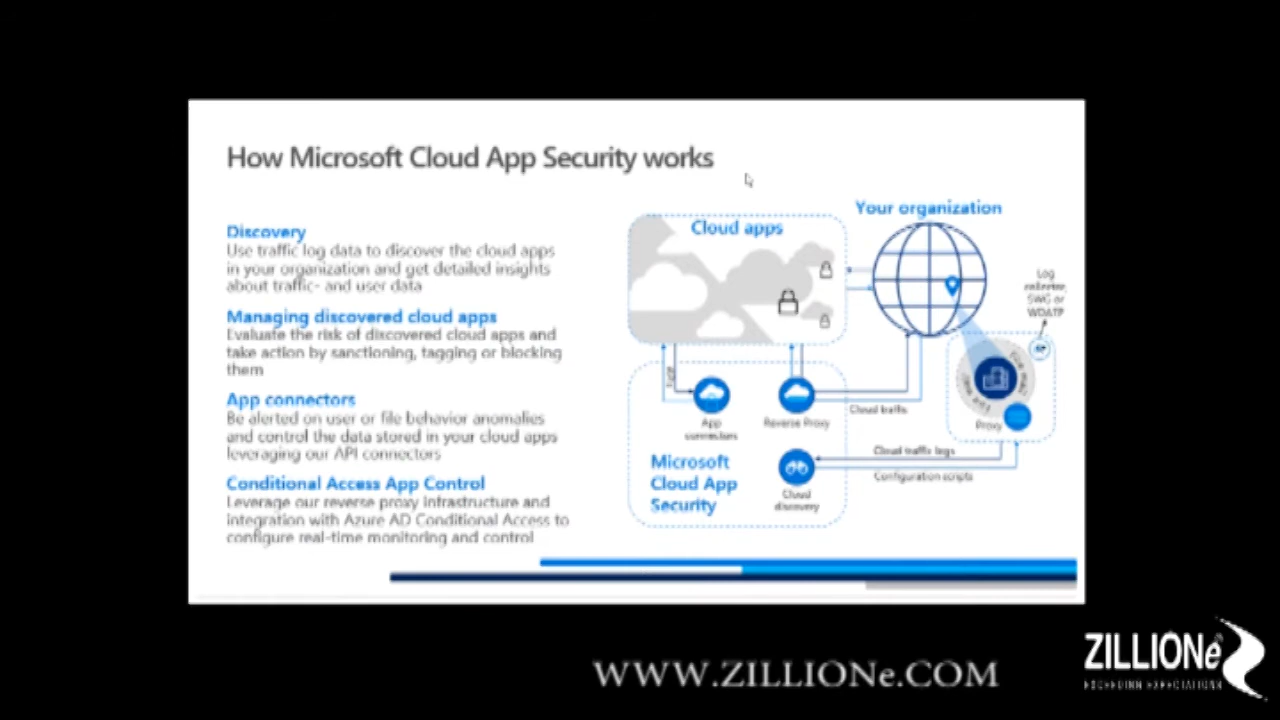 How Microsoft Cloud App Security works
Discovery
Use traffic log data to discover the cloud apps
in your organization and get detailed insights
about traffic- and user data
Managing discovered cloud apps
Evaluate the risk of discovered cloud apps and
take action by sanctioning, tagging or blocking
them
App connectors
Be alerted on user or file behavior anomalies
and control the data stored in your cloud apps
leveraging our API connectors
Conditional Access App Control
Leverage our reverse proxy infrastructure and
integration with Azure AD Conditional Access to
configure real-time monitoring and control
Your organization
Cloud apps
Log
collector,
SWG or
WDATP
App
connectors
Reverse Proxy
Cloud traffic
Proxy
Cloud traffic logs
Configuration scripts
Microsoft
Cloud App
Security
Cloud
discovery
WWW.ZILLIONe.COM
ZILLIONe
EXCEEDING EXPECTATIONS